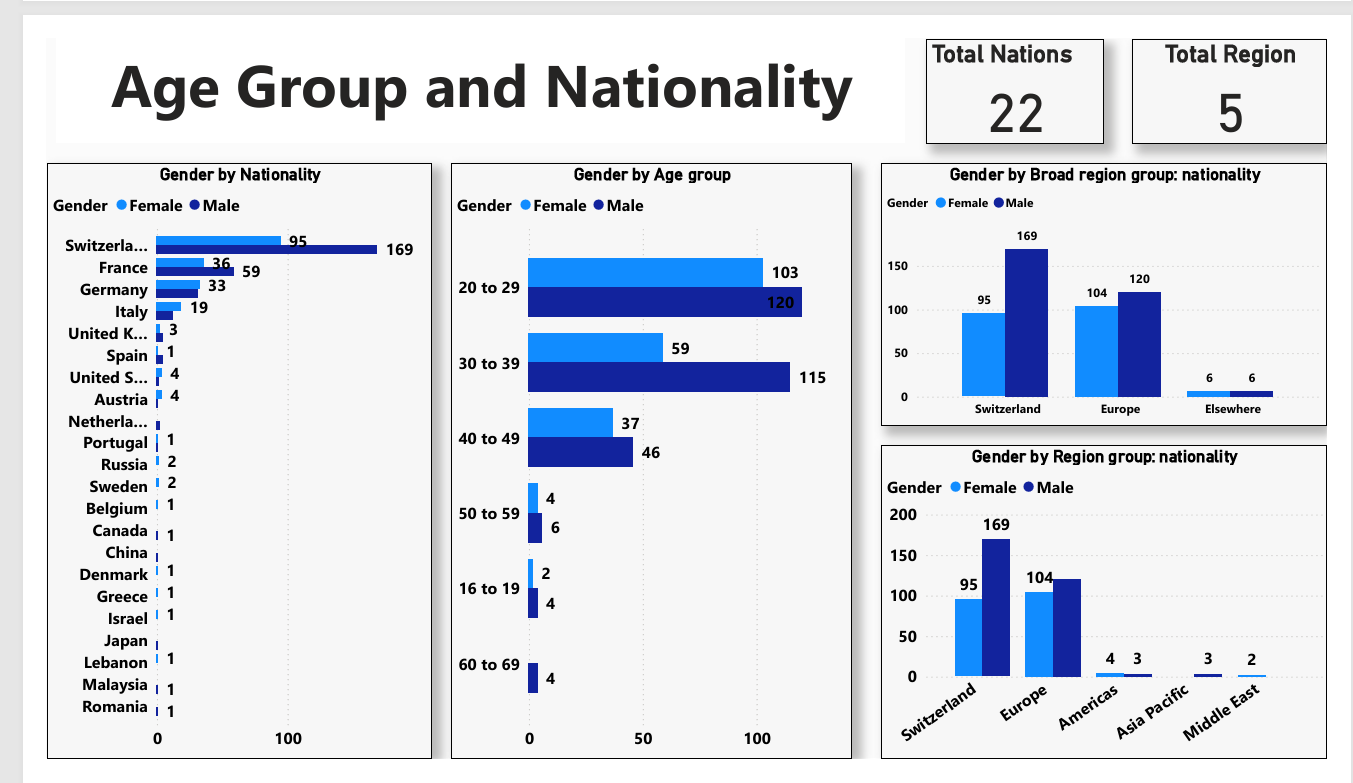 Age Group and Nationality
Total Nations
22
Total Region
5
Gender by Nationality
Gender Female Male
Switzerla... 95 169
France 36 59
Germany 33
Italy 19
United K... 3
Spain 1
United S... 4
Austria 4
Netherla...
Portugal 1
Russia 2
Sweden 2
Belgium 1
Canada 1
China
Denmark 1
Greece 1
Israel 1
Japan
Lebanon 1
Malaysia 1
Romania 1
0 100
Gender by Age group
Gender Female Male
20 to 29 103 120
30 to 39 59 115
40 to 49 37 46
50 to 59 4 6
16 to 19 2 4
60 to 69 4
0 50 100
Gender by Broad region group: nationality
Gender Female Male
150
100
50
0
95 169 104 120 6 6
Switzerland Europe Elsewhere
Gender by Region group: nationality
Gender Female Male
200
150
100
50
0
95 169 104 4 3 3 2
Switzerland Europe Americas Asia Pacific Middle East